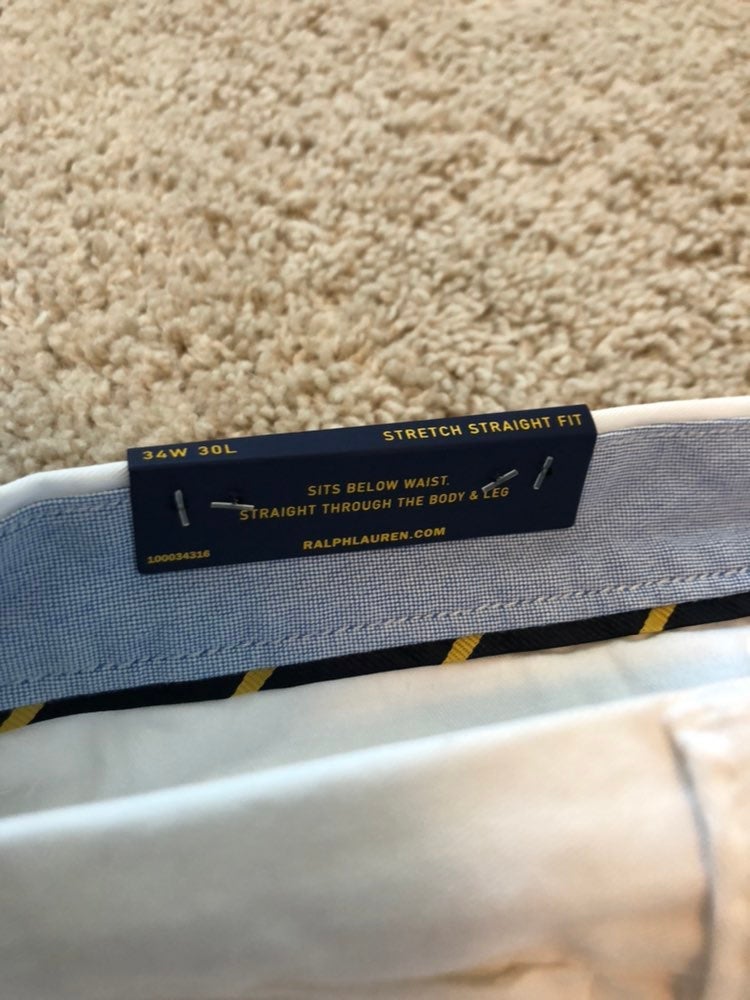 34W 30L
STRETCH STRAIGHT FIT
SITS BELOW WAIST.
STRAIGHT THROUGH THE BODY & LEG
RALPHLAUREN.COM
100034316